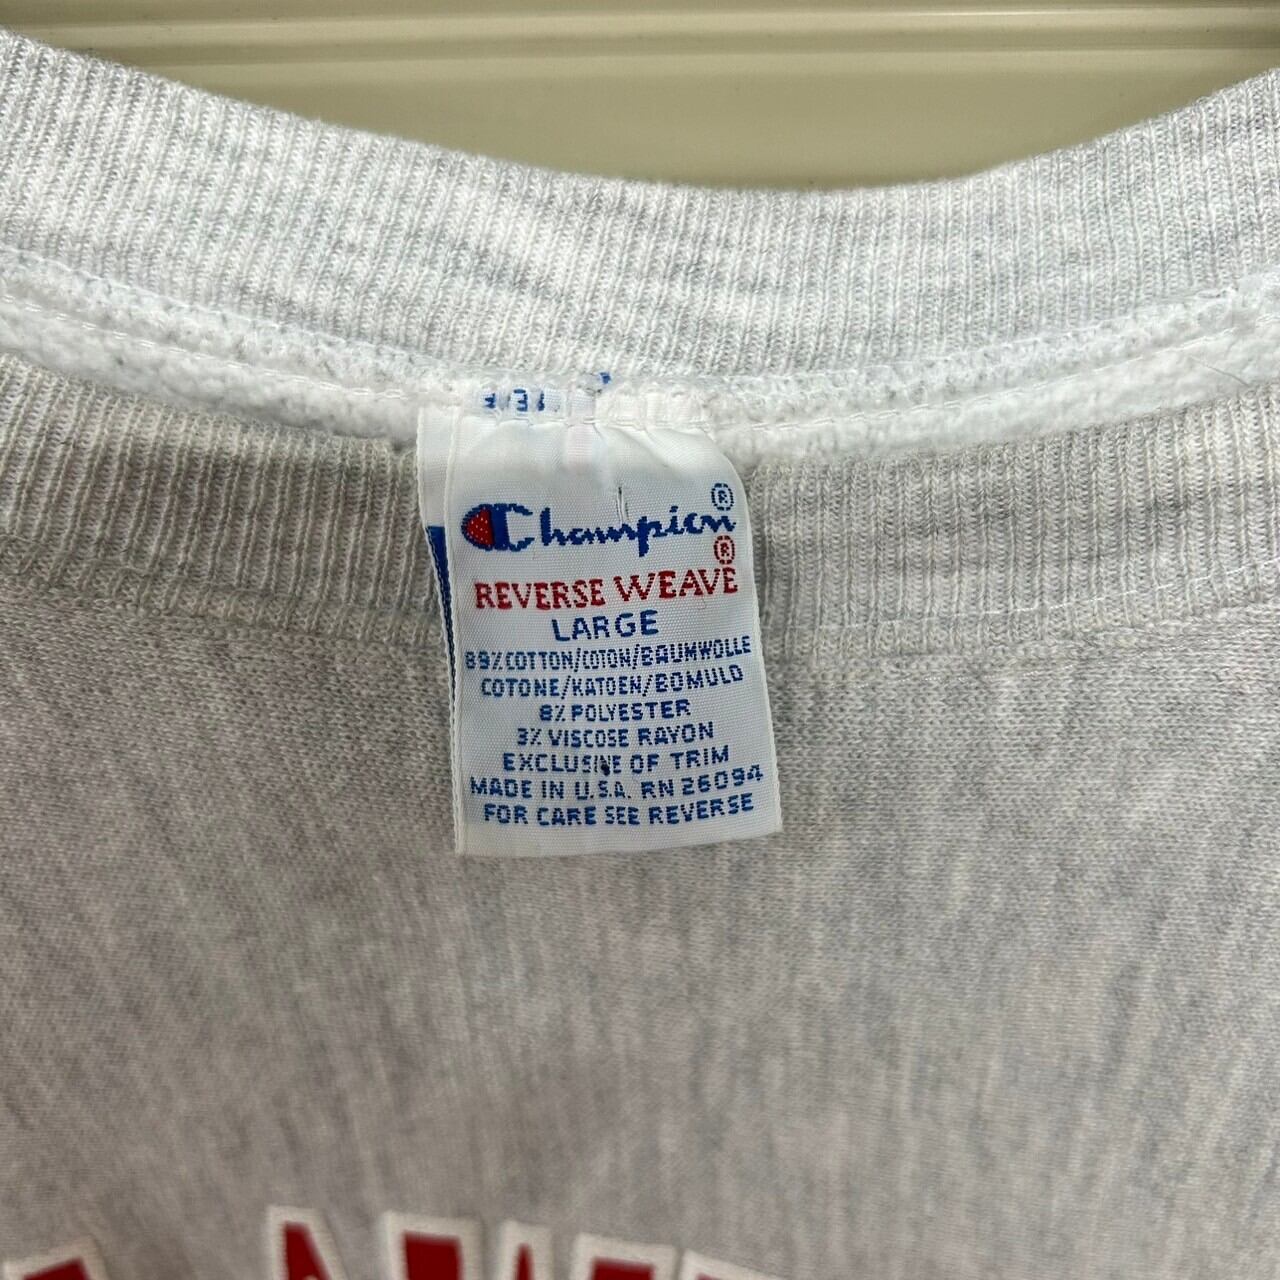 Champion®
®
REVERSE WEAVE
LARGE
89% COTTON/COTON/BAUMWOLLE
COTONE/KATOEN/BOMULD
8% POLYESTER
3% VISCOSE RAYON
EXCLUSIVE OF TRIM
MADE IN U.S.A. RN 26094
FOR CARE SEE REVERSE